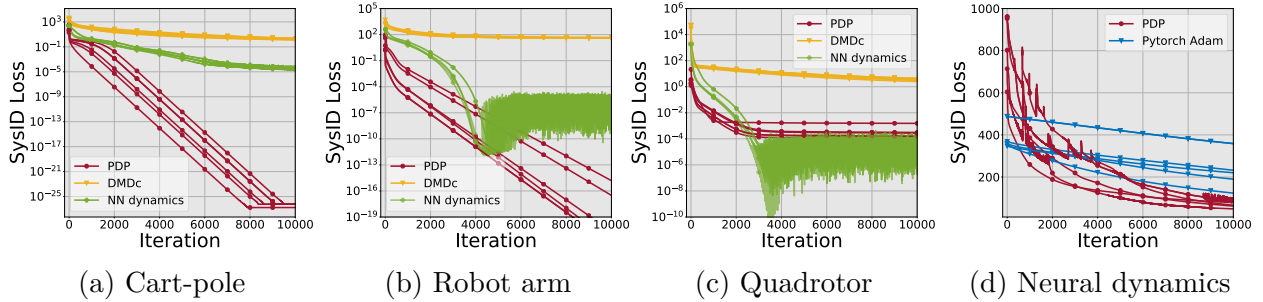 SysID Loss
10^3
10^-1
10^-5
10^-9
10^-13
10^-17
10^-21
10^-25
PDP
DMDc
NN dynamics
0 2000 4000 6000 8000 10000
Iteration
(a) Cart-pole
SysID Loss
10^5
10^2
10^-1
10^-4
10^-7
10^-10
10^-13
10^-16
10^-19
PDP
DMDc
NN dynamics
0 2000 4000 6000 8000 10000
Iteration
(b) Robot arm
SysID Loss
10^6
10^4
10^2
10^0
10^-2
10^-4
10^-6
10^-8
10^-10
PDP
DMDc
NN dynamics
0 2000 4000 6000 8000 10000
Iteration
(c) Quadrotor
SysID Loss
1000
800
600
400
200
PDP
Pytorch Adam
0 2000 4000 6000 8000 10000
Iteration
(d) Neural dynamics